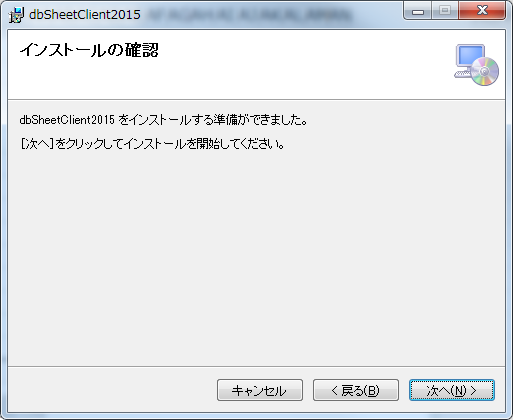 dbSheetClient2015
インストールの確認
dbSheetClient2015 をインストールする準備ができました。
[次へ]をクリックしてインストールを開始してください。
キャンセル
< 戻る(B)
次へ(N) >